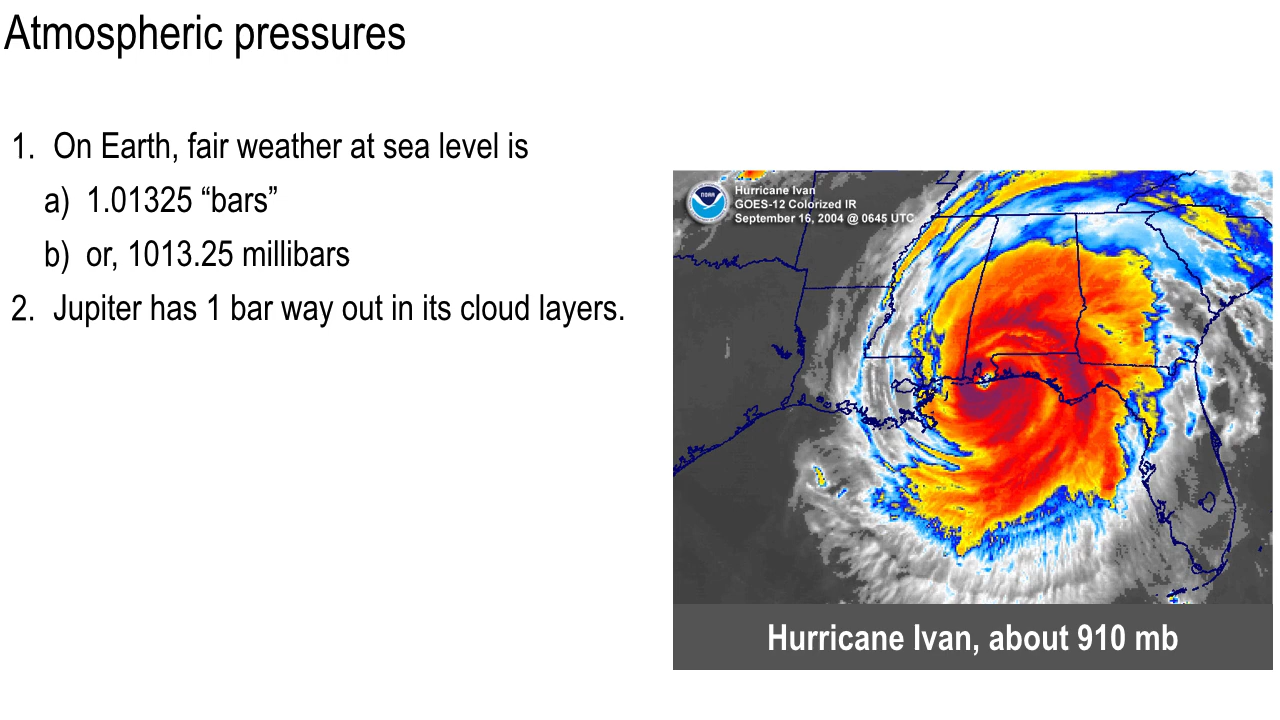 Atmospheric pressures
1. On Earth, fair weather at sea level is
a) 1.01325 “bars”
b) or, 1013.25 millibars
2. Jupiter has 1 bar way out in its cloud layers.
NOAA
Hurricane Ivan
GOES-12 Colorized IR
September 16, 2004 @ 0645 UTC
Hurricane Ivan, about 910 mb